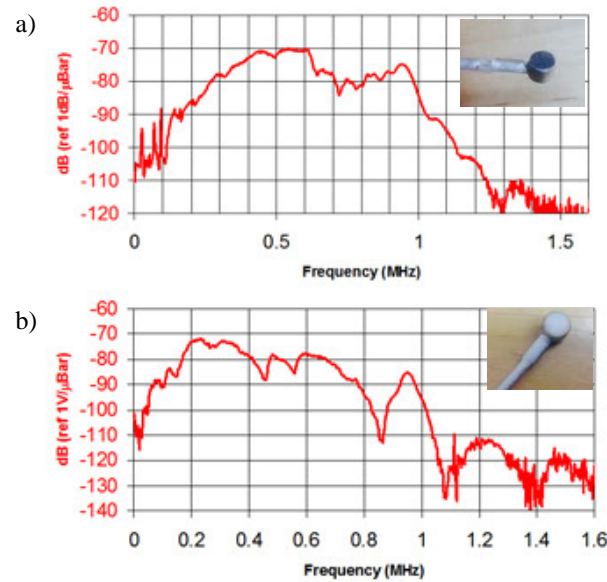 a)
-60
-70
-80
-90
-100
-110
-120
dB (ref 1dB/µBar)
0 0.5 1 1.5
Frequency (MHz)
b)
-60
-70
-80
-90
-100
-110
-120
-130
-140
dB (ref 1V/µBar)
0 0.2 0.4 0.6 0.8 1 1.2 1.4 1.6
Frequency (MHz)